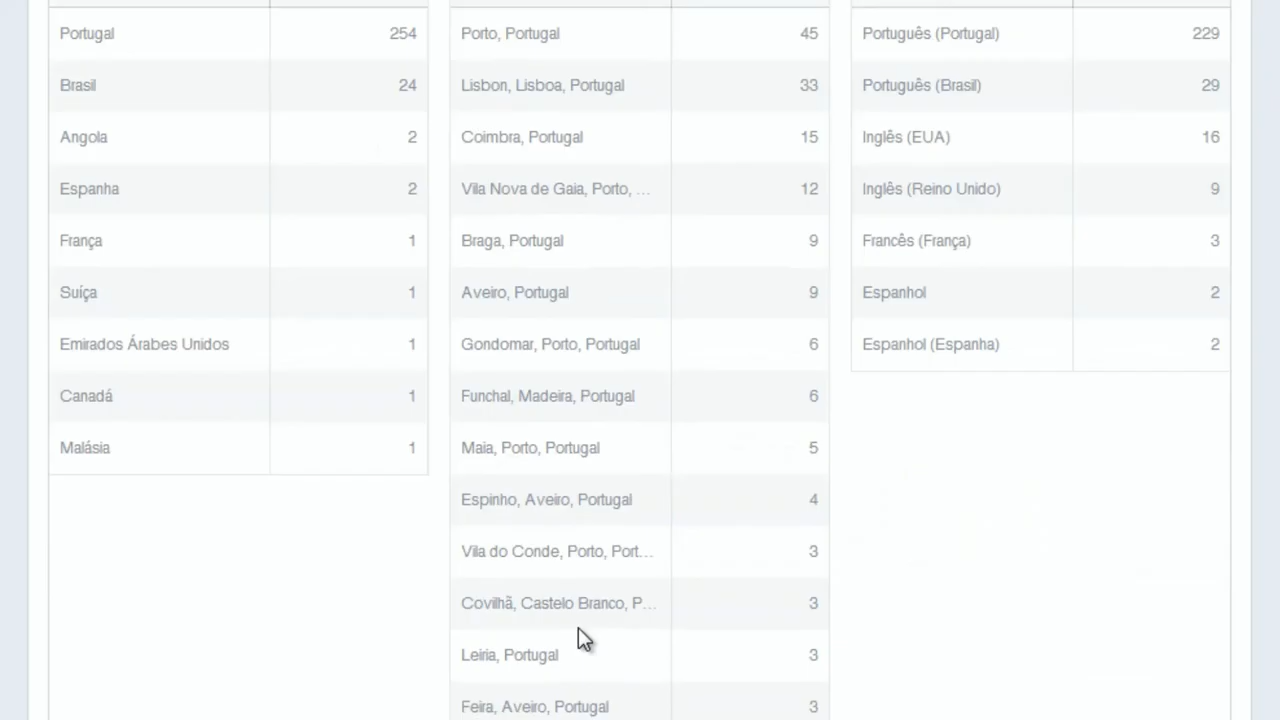 Portugal 254
Brasil 24
Angola 2
Espanha 2
França 1
Suíça 1
Emirados Árabes Unidos 1
Canadá 1
Malásia 1
Porto, Portugal 45
Lisbon, Lisboa, Portugal 33
Coimbra, Portugal 15
Vila Nova de Gaia, Porto, ... 12
Braga, Portugal 9
Aveiro, Portugal 9
Gondomar, Porto, Portugal 6
Funchal, Madeira, Portugal 6
Maia, Porto, Portugal 5
Espinho, Aveiro, Portugal 4
Vila do Conde, Porto, Port... 3
Covilhã, Castelo Branco, P... 3
Leiria, Portugal 3
Feira, Aveiro, Portugal 3
Português (Portugal) 229
Português (Brasil) 29
Inglês (EUA) 16
Inglês (Reino Unido) 9
Francês (França) 3
Espanhol 2
Espanhol (Espanha) 2